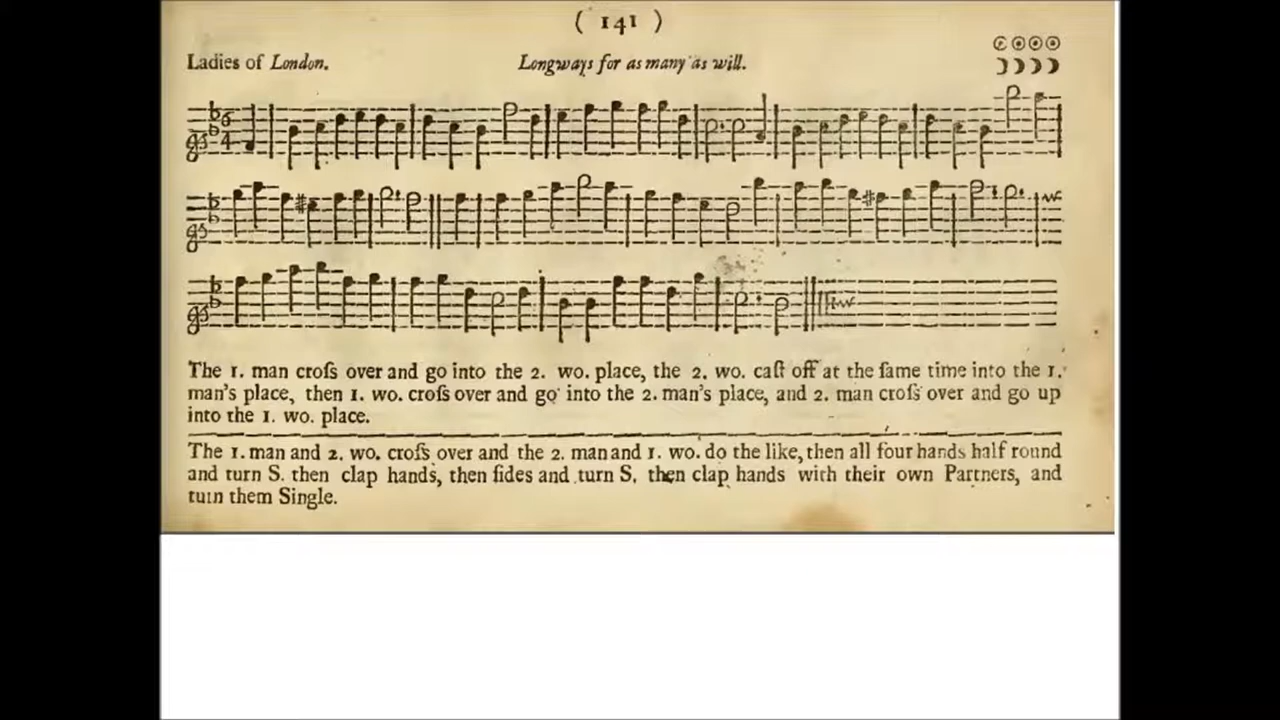 ( 141 )
Ladies of London. Longways for as many as will.
The 1. man croſs over and go into the 2. wo. place, the 2. wo. caſt off at the ſame time into the 1.
man's place, then 1. wo. croſs over and go into the 2. man's place, and 2. man croſs over and go up
into the 1. wo. place.
The 1. man and 2. wo. croſs over and the 2. man and 1. wo. do the like, then all four hands half round
and turn S. then clap hands, then ſides and turn S, then clap hands with their own Partners, and
turn them Single.